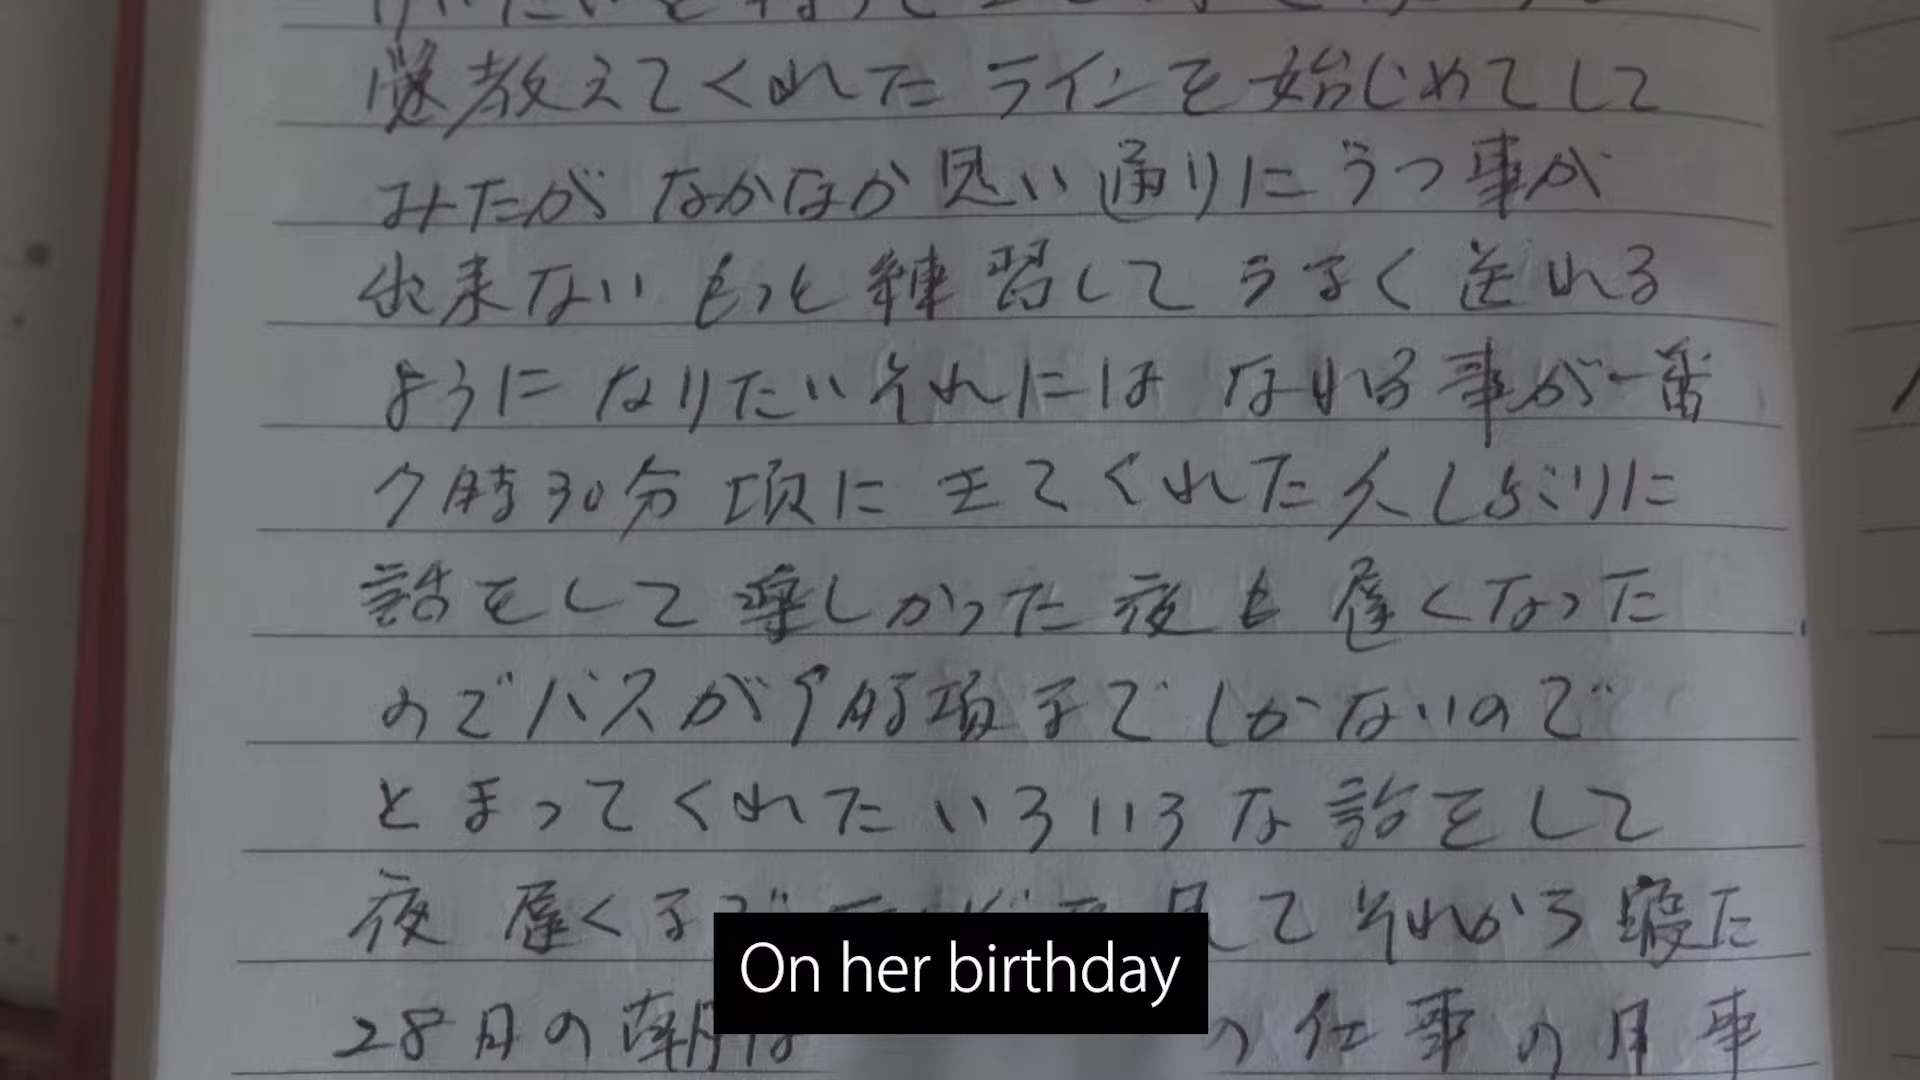 教えてくれたラインを始じめてして
みたがなかなか思い通りにうつ事が
出来ないもっと練習してうまく送れる
ようになりたいそれにはなれる事が一番
7時30分頃に来てくれた久しぶりに
話をして楽しかった夜も遅くなった
のでバスが9時頃までしかないので
とまってくれたいろいろな話をして
夜遅くまで 見てそれから寝た
28日の朝は の仕事の用事
On her birthday